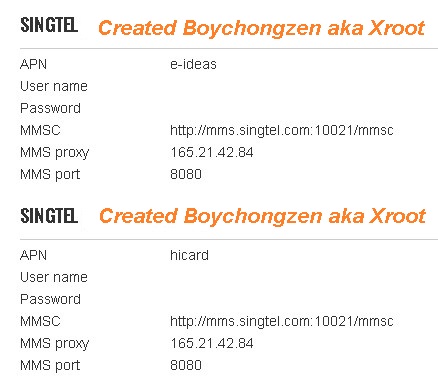 SINGTEL Created Boychongzen aka Xroot
APN e-ideas
User name
Password
MMSC http://mms.singtel.com:10021/mmsc
MMS proxy 165.21.42.84
MMS port 8080
SINGTEL Created Boychongzen aka Xroot
APN hicard
User name
Password
MMSC http://mms.singtel.com:10021/mmsc
MMS proxy 165.21.42.84
MMS port 8080